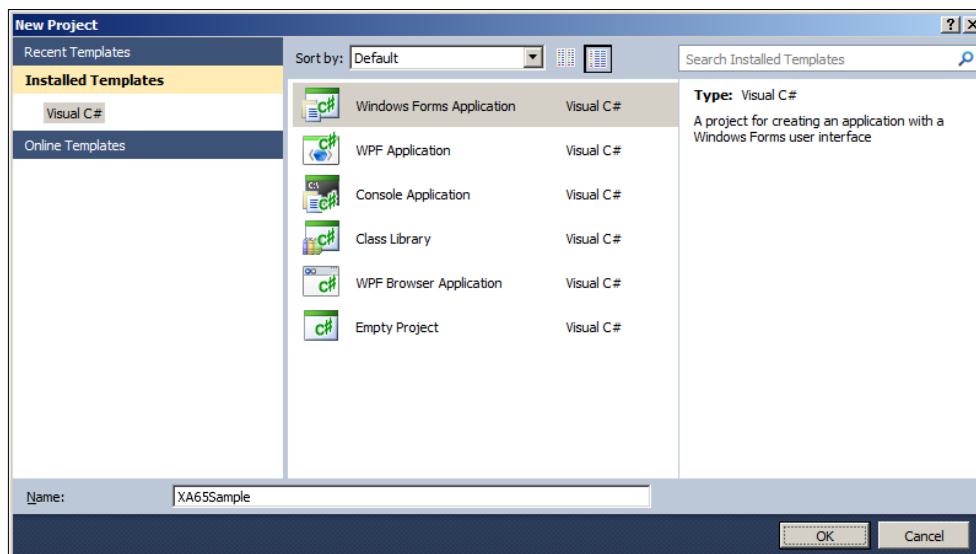 New Project
Recent Templates
Installed Templates
Visual C#
Online Templates
Sort by: Default
Windows Forms Application Visual C#
WPF Application Visual C#
Console Application Visual C#
Class Library Visual C#
WPF Browser Application Visual C#
Empty Project Visual C#
Search Installed Templates
Type: Visual C#
A project for creating an application with a
Windows Forms user interface
Name: XA65Sample
OK Cancel